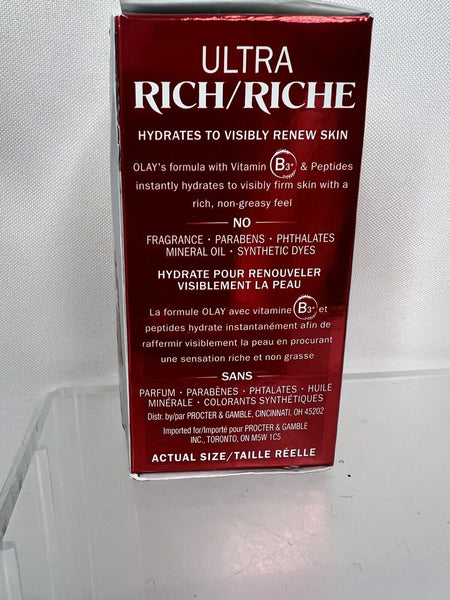 ULTRA
RICH/RICHE
HYDRATES TO VISIBLY RENEW SKIN
OLAY's formula with Vitamin B3+ & Peptides
instantly hydrates to visibly firm skin with a
rich, non-greasy feel
NO
FRAGRANCE • PARABENS • PHTHALATES
MINERAL OIL • SYNTHETIC DYES
HYDRATE POUR RENOUVELER
VISIBLEMENT LA PEAU
La formule OLAY avec vitamine B3+ et
peptides hydrate instantanément afin de
raffermir visiblement la peau en procurant
une sensation riche et non grasse
SANS
PARFUM • PARABÈNES • PHTALATES • HUILE
MINÉRALE • COLORANTS SYNTHÉTIQUES
Distr. by/par PROCTER & GAMBLE, CINCINNATI, OH 45202
Imported for/Importé pour PROCTER & GAMBLE
INC., TORONTO, ON M5W 1C5
ACTUAL SIZE/TAILLE RÉELLE